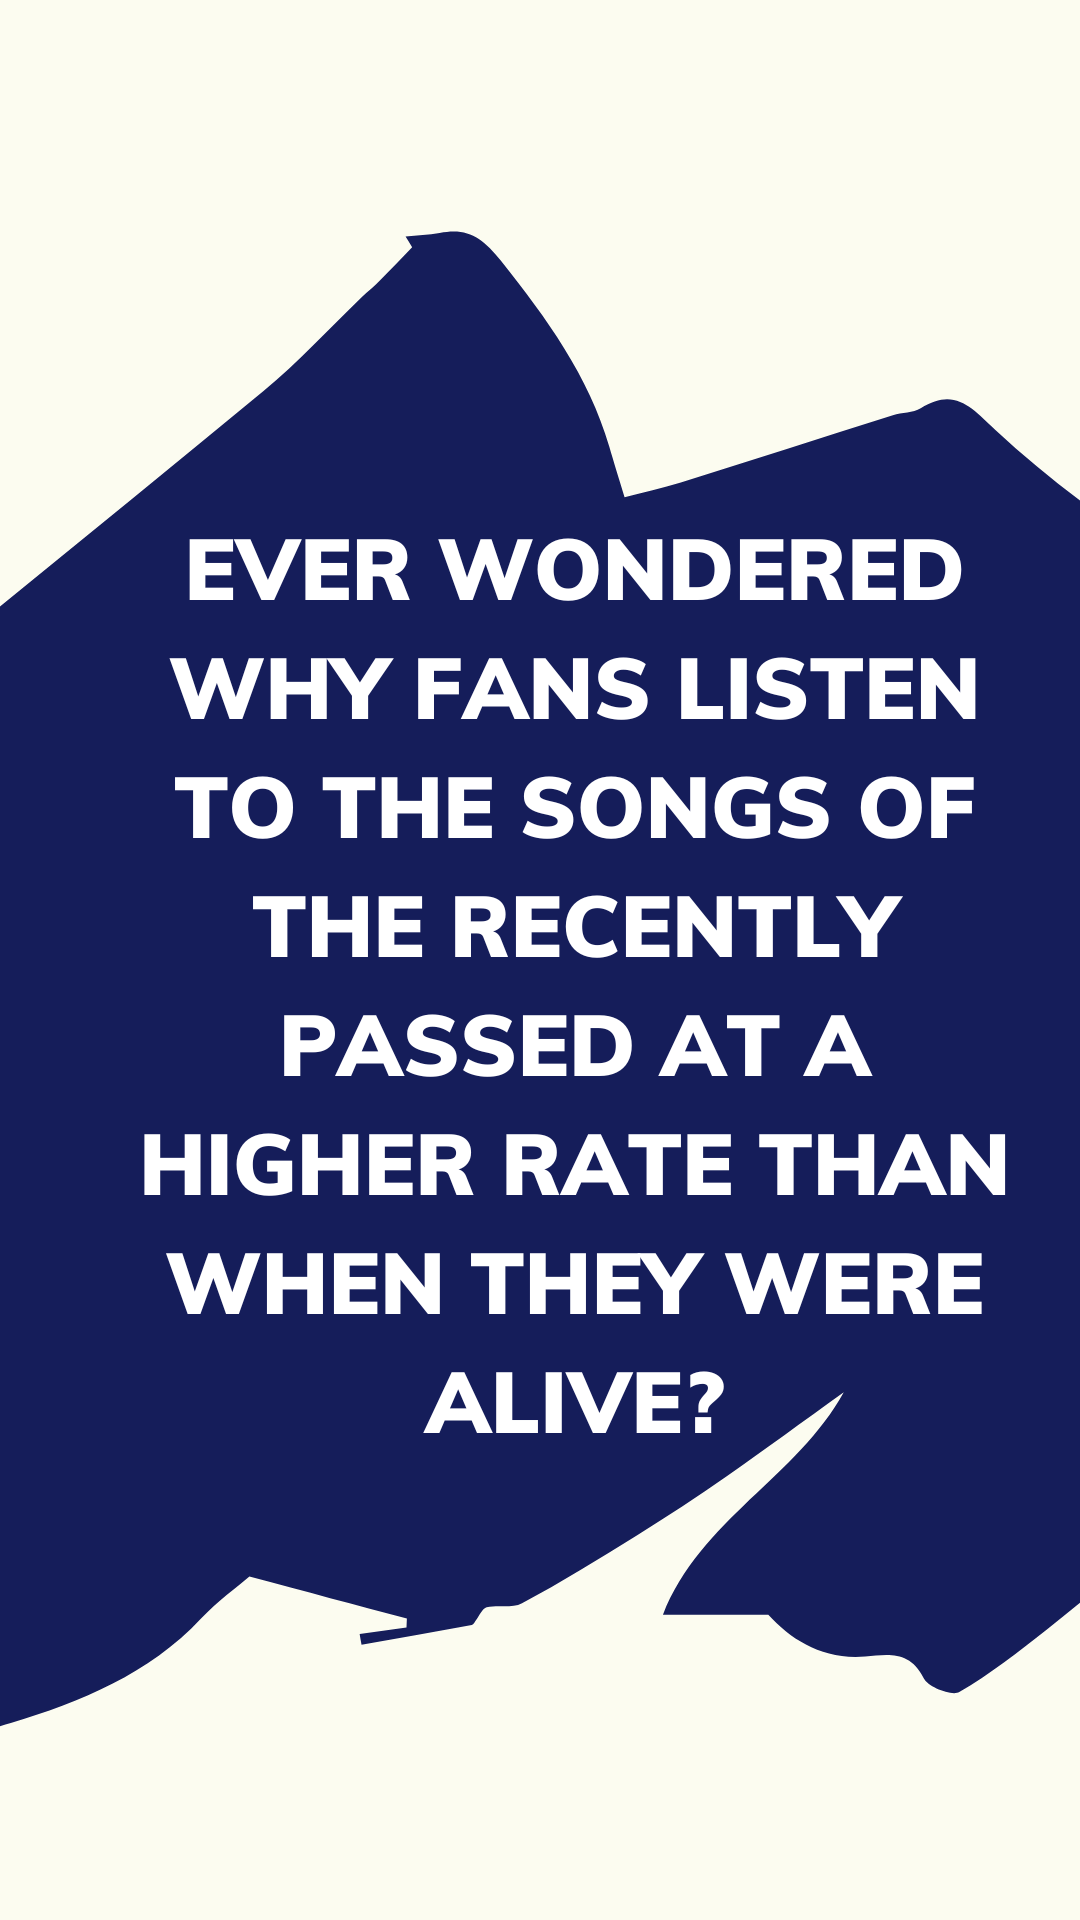 EVER WONDERED
WHY FANS LISTEN
TO THE SONGS OF
THE RECENTLY
PASSED AT A
HIGHER RATE THAN
WHEN THEY WERE
ALIVE?